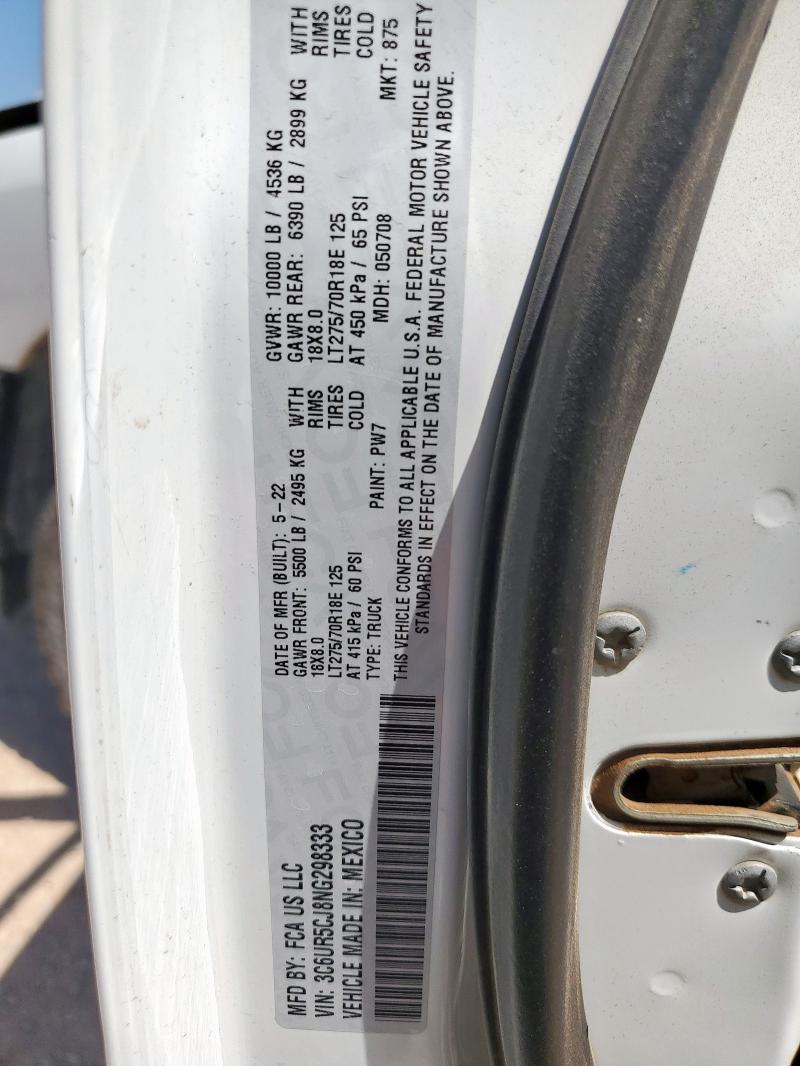 MFD BY: FCA US LLC
VIN: 3C6UR5CJ8NG298333
VEHICLE MADE IN: MEXICO
DATE OF MFR (BUILT): 5-22 GVWR: 10000 LB / 4536 KG
GAWR FRONT: 5500 LB / 2495 KG WITH GAWR REAR: 6390 LB / 2899 KG WITH
18X8.0 RIMS 18X8.0 RIMS
LT275/70R18E 125 TIRES LT275/70R18E 125 TIRES
AT 415 kPa / 60 PSI COLD AT 450 kPa / 65 PSI COLD
TYPE: TRUCK PAINT: PW7 MDH: 050708 MKT: 875
THIS VEHICLE CONFORMS TO ALL APPLICABLE U.S.A. FEDERAL MOTOR VEHICLE SAFETY
STANDARDS IN EFFECT ON THE DATE OF MANUFACTURE SHOWN ABOVE.